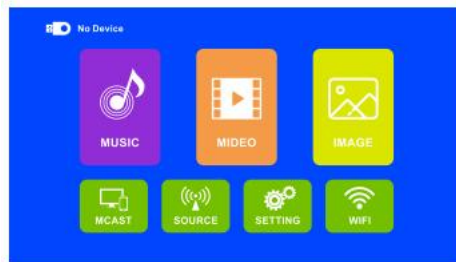 No Device
MUSIC
MIDEO
IMAGE
MCAST
SOURCE
SETTING
WIFI